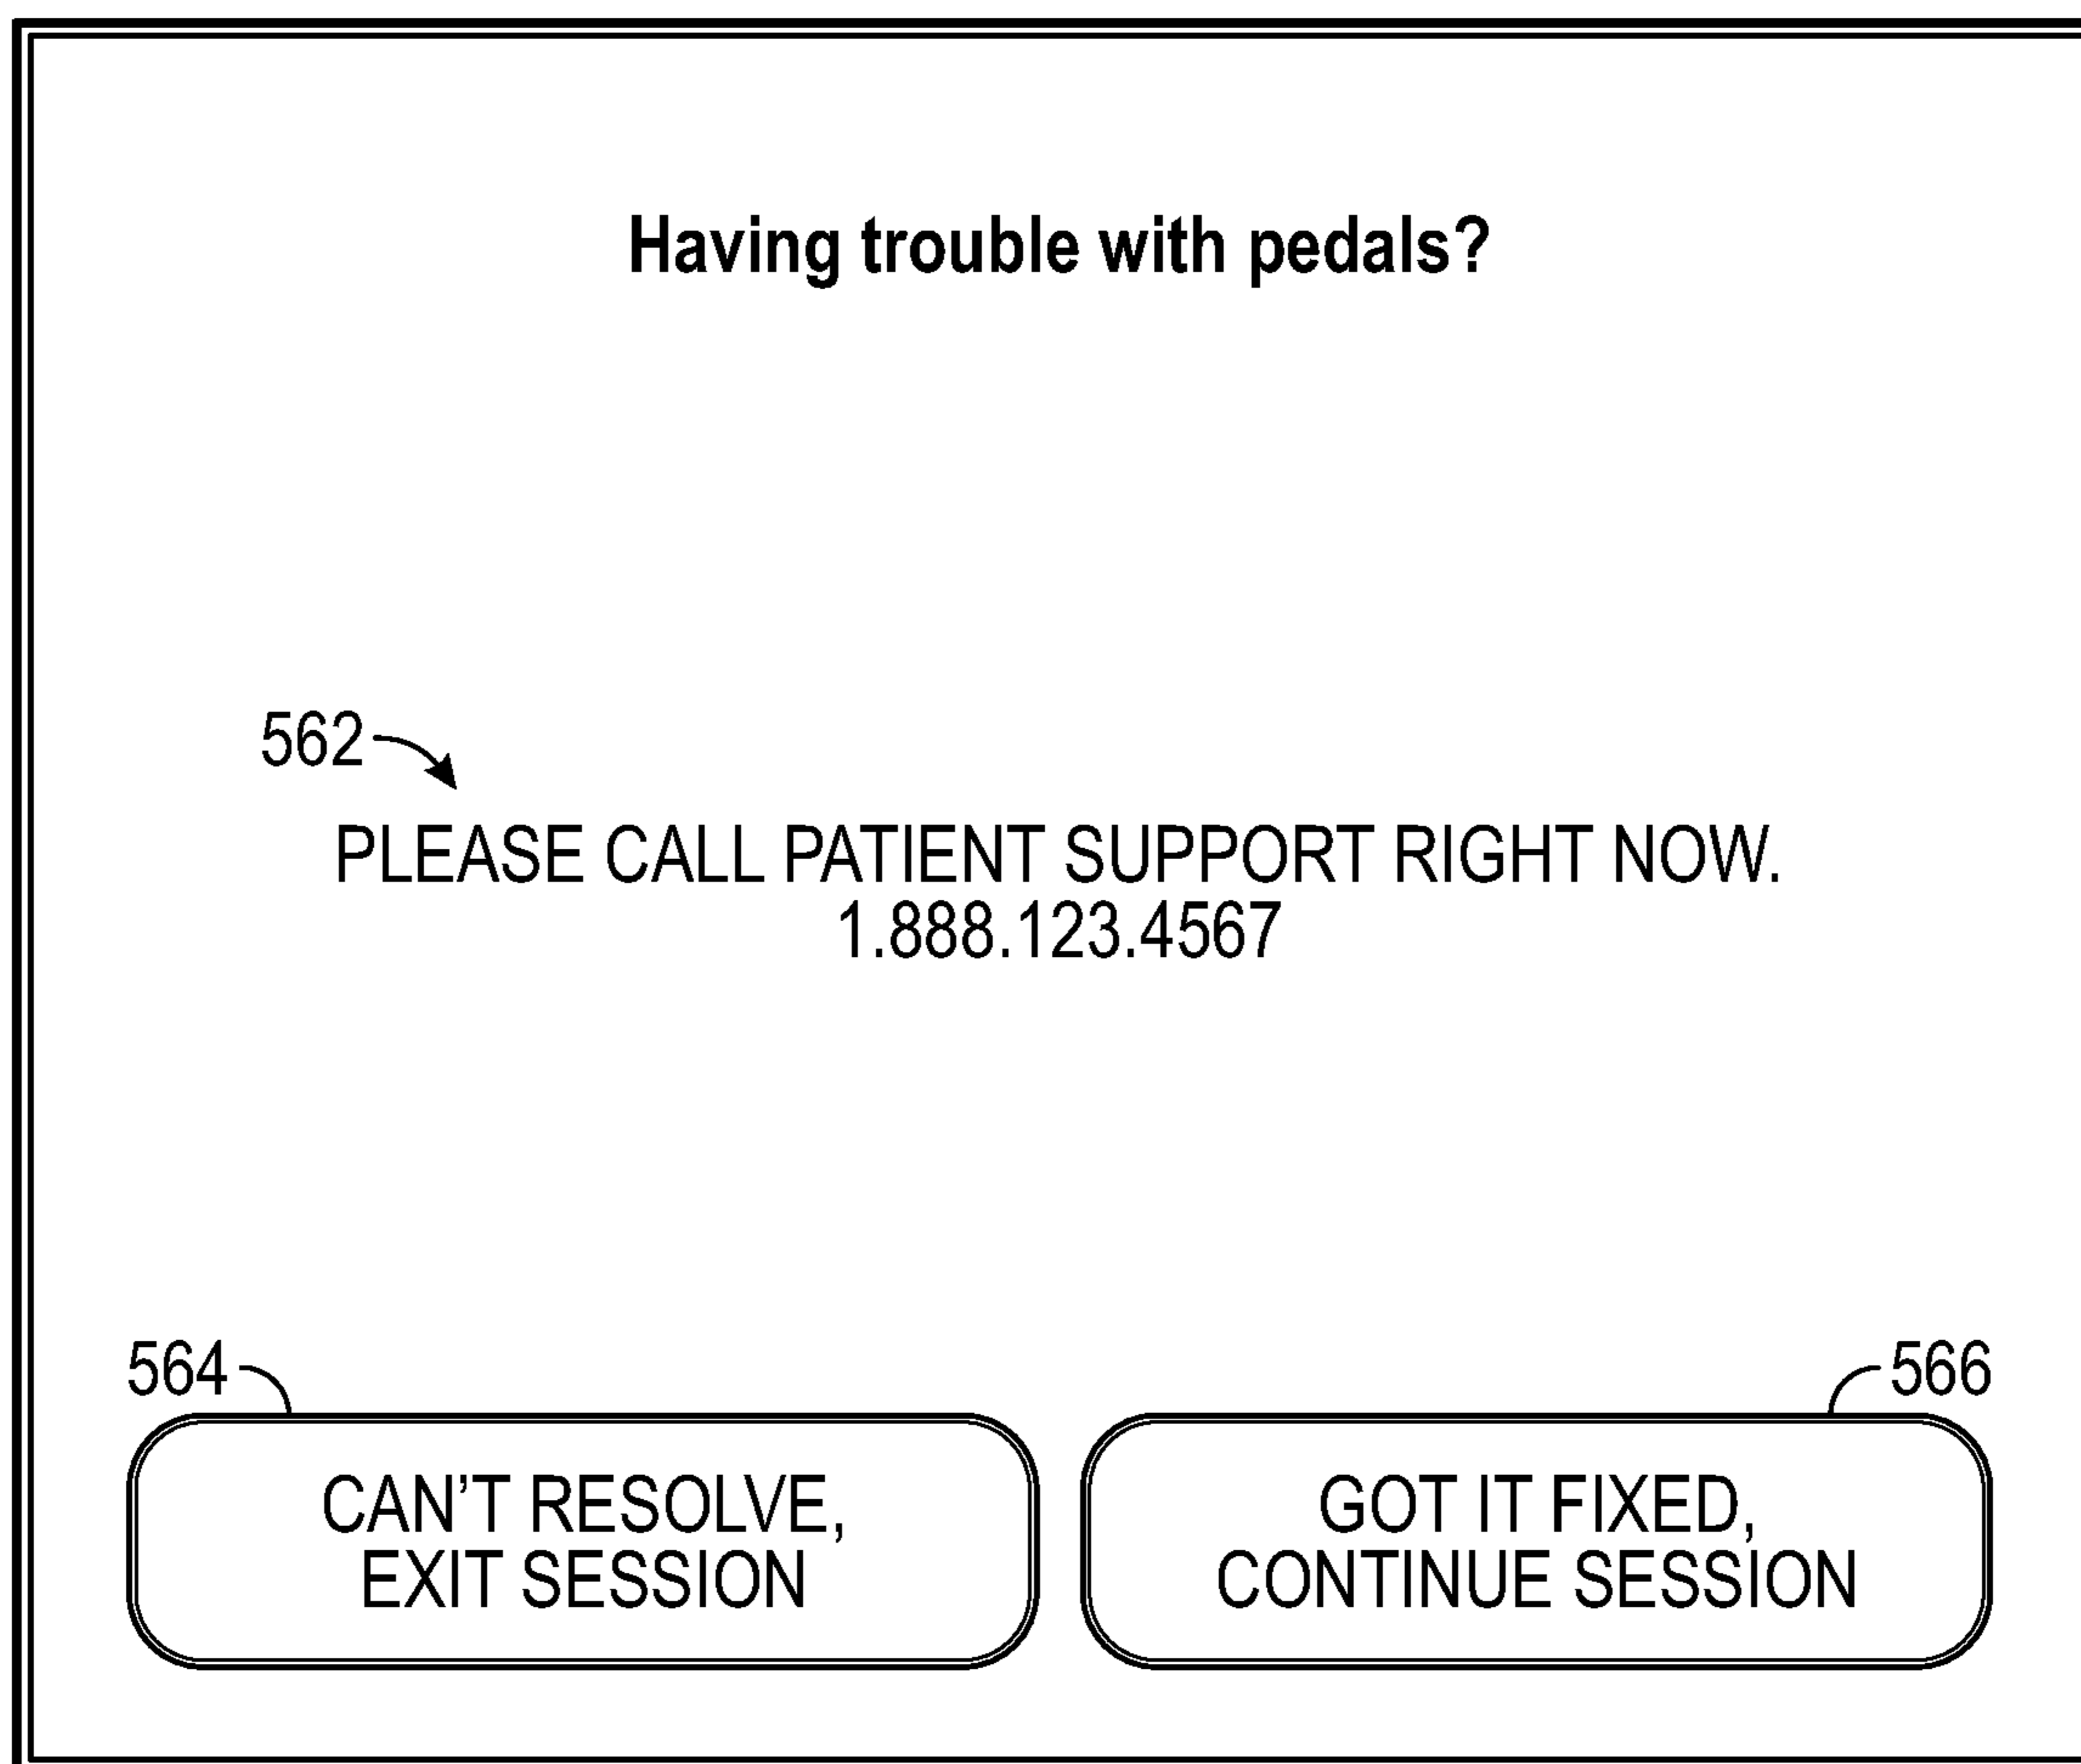 Having trouble with pedals?
562
PLEASE CALL PATIENT SUPPORT RIGHT NOW.
1.888.123.4567
564
566
CAN'T RESOLVE,
EXIT SESSION
GOT IT FIXED,
CONTINUE SESSION